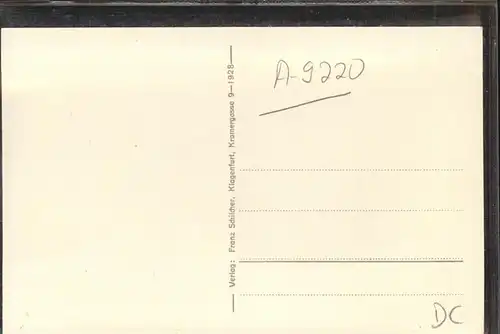 A-9220
Verlag: Franz Schilcher, Klagenfurt, Kramergasse 9—1928
DC